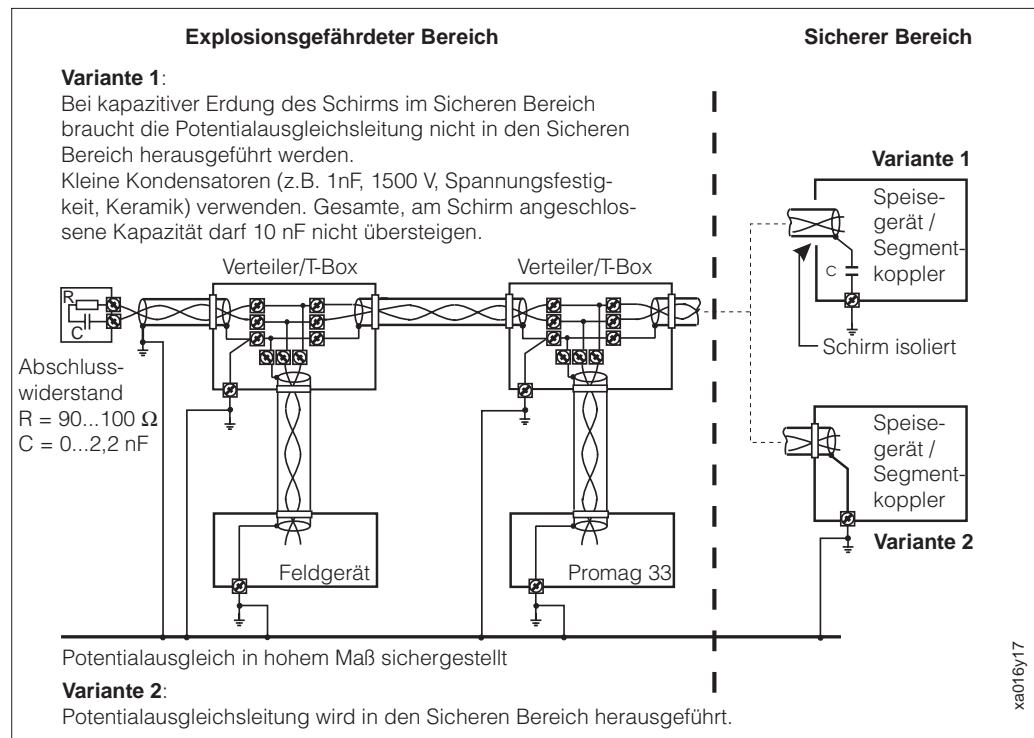 Explosionsgefährdeter Bereich
Sicherer Bereich
Variante 1:
Bei kapazitiver Erdung des Schirms im Sicheren Bereich
braucht die Potentialausgleichsleitung nicht in den Sicheren
Bereich herausgeführt werden.
Kleine Kondensatoren (z.B. 1nF, 1500 V, Spannungsfestig-
keit, Keramik) verwenden. Gesamte, am Schirm angeschlos-
sene Kapazität darf 10 nF nicht übersteigen.
Variante 1
Speise-
gerät /
Segment-
koppler
C
Schirm isoliert
Verteiler/T-Box
Verteiler/T-Box
R
C
Abschluss-
widerstand
R = 90...100 Ω
C = 0...2,2 nF
Speise-
gerät /
Segment-
koppler
Variante 2
Feldgerät
Promag 33
Potentialausgleich in hohem Maß sichergestellt
Variante 2:
Potentialausgleichsleitung wird in den Sicheren Bereich herausgeführt.
xa016y17